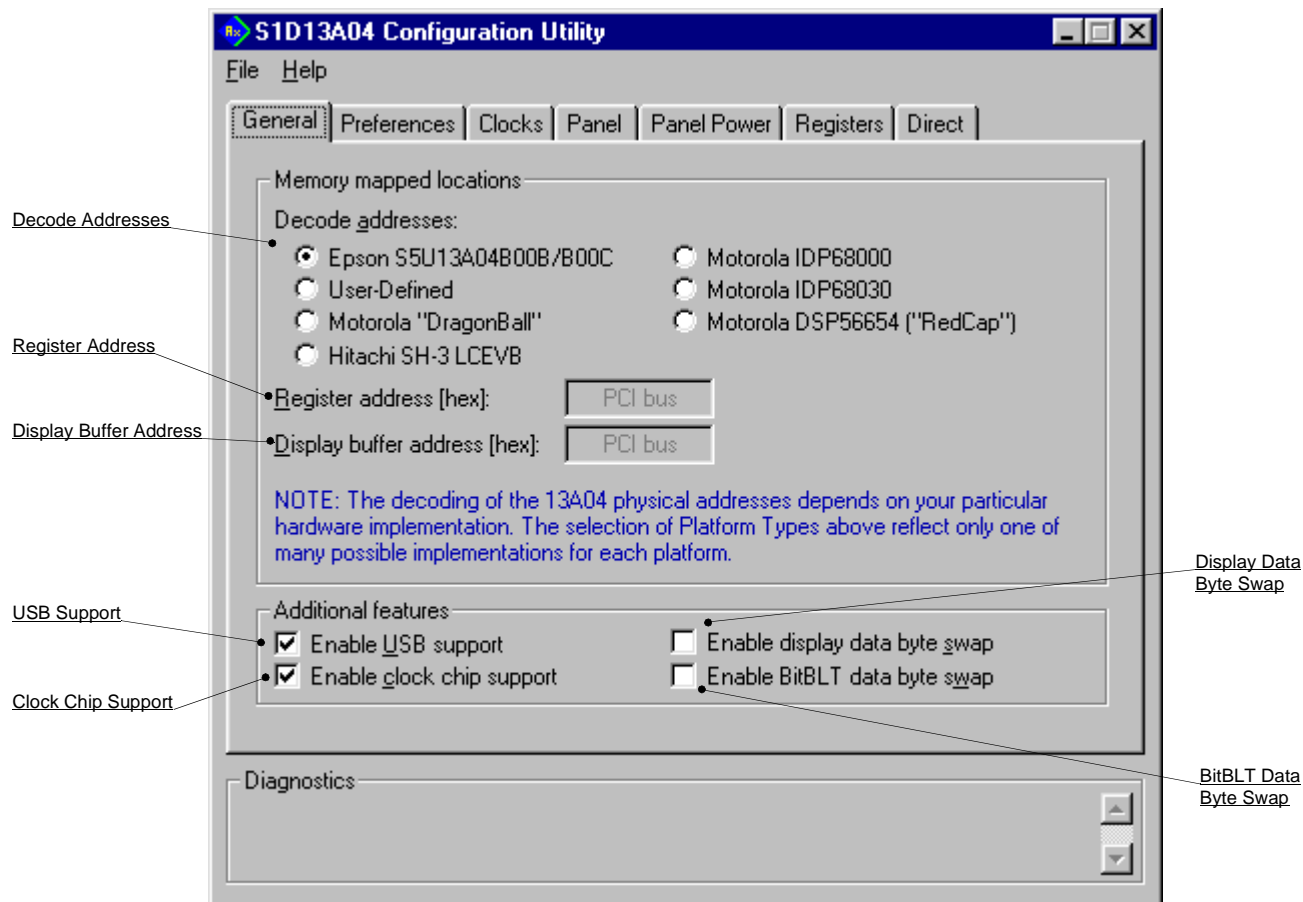 S1D13A04 Configuration Utility
File Help
General Preferences Clocks Panel Panel Power Registers Direct
Memory mapped locations
Decode Addresses
Decode addresses:
Epson S5U13A04B00B/B00C
Motorola IDP68000
User-Defined
Motorola IDP68030
Motorola "DragonBall"
Motorola DSP56654 ("RedCap")
Hitachi SH-3 LCEVB
Register Address
Register address [hex]:
PCI bus
Display Buffer Address
Display buffer address [hex]:
PCI bus
NOTE: The decoding of the 13A04 physical addresses depends on your particular
hardware implementation. The selection of Platform Types above reflect only one of
many possible implementations for each platform.
Display Data
Byte Swap
Additional features
USB Support
Enable USB support
Enable display data byte swap
Enable clock chip support
Enable BitBLT data byte swap
Clock Chip Support
BitBLT Data
Byte Swap
Diagnostics